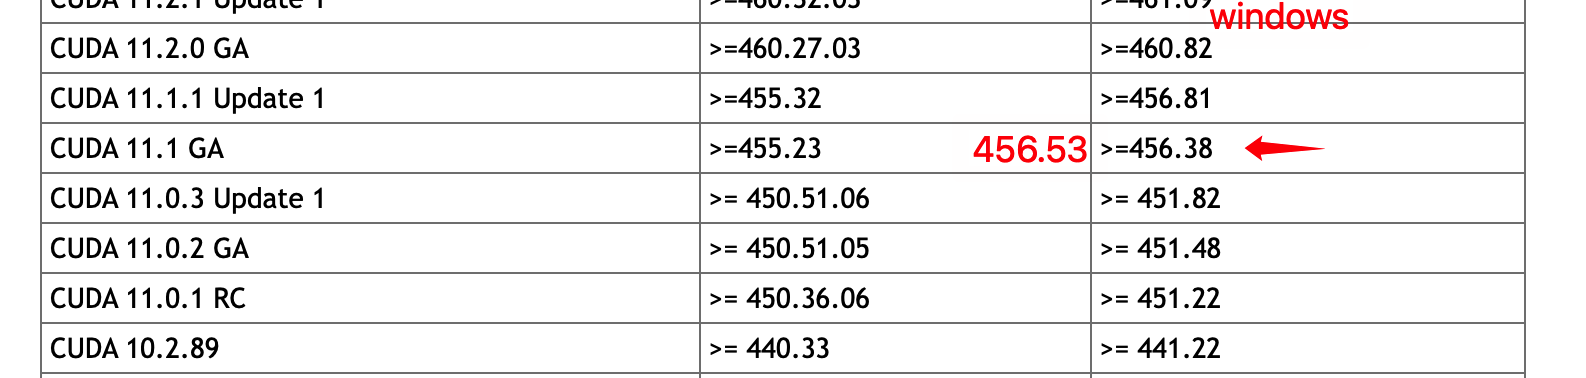 CUDA 11.2.1 Update 1 >=460.32.03 >=461.09
windows
CUDA 11.2.0 GA >=460.27.03 >=460.82
CUDA 11.1.1 Update 1 >=455.32 >=456.81
CUDA 11.1 GA >=455.23 456.53 >=456.38
CUDA 11.0.3 Update 1 >= 450.51.06 >= 451.82
CUDA 11.0.2 GA >= 450.51.05 >= 451.48
CUDA 11.0.1 RC >= 450.36.06 >= 451.22
CUDA 10.2.89 >= 440.33 >= 441.22